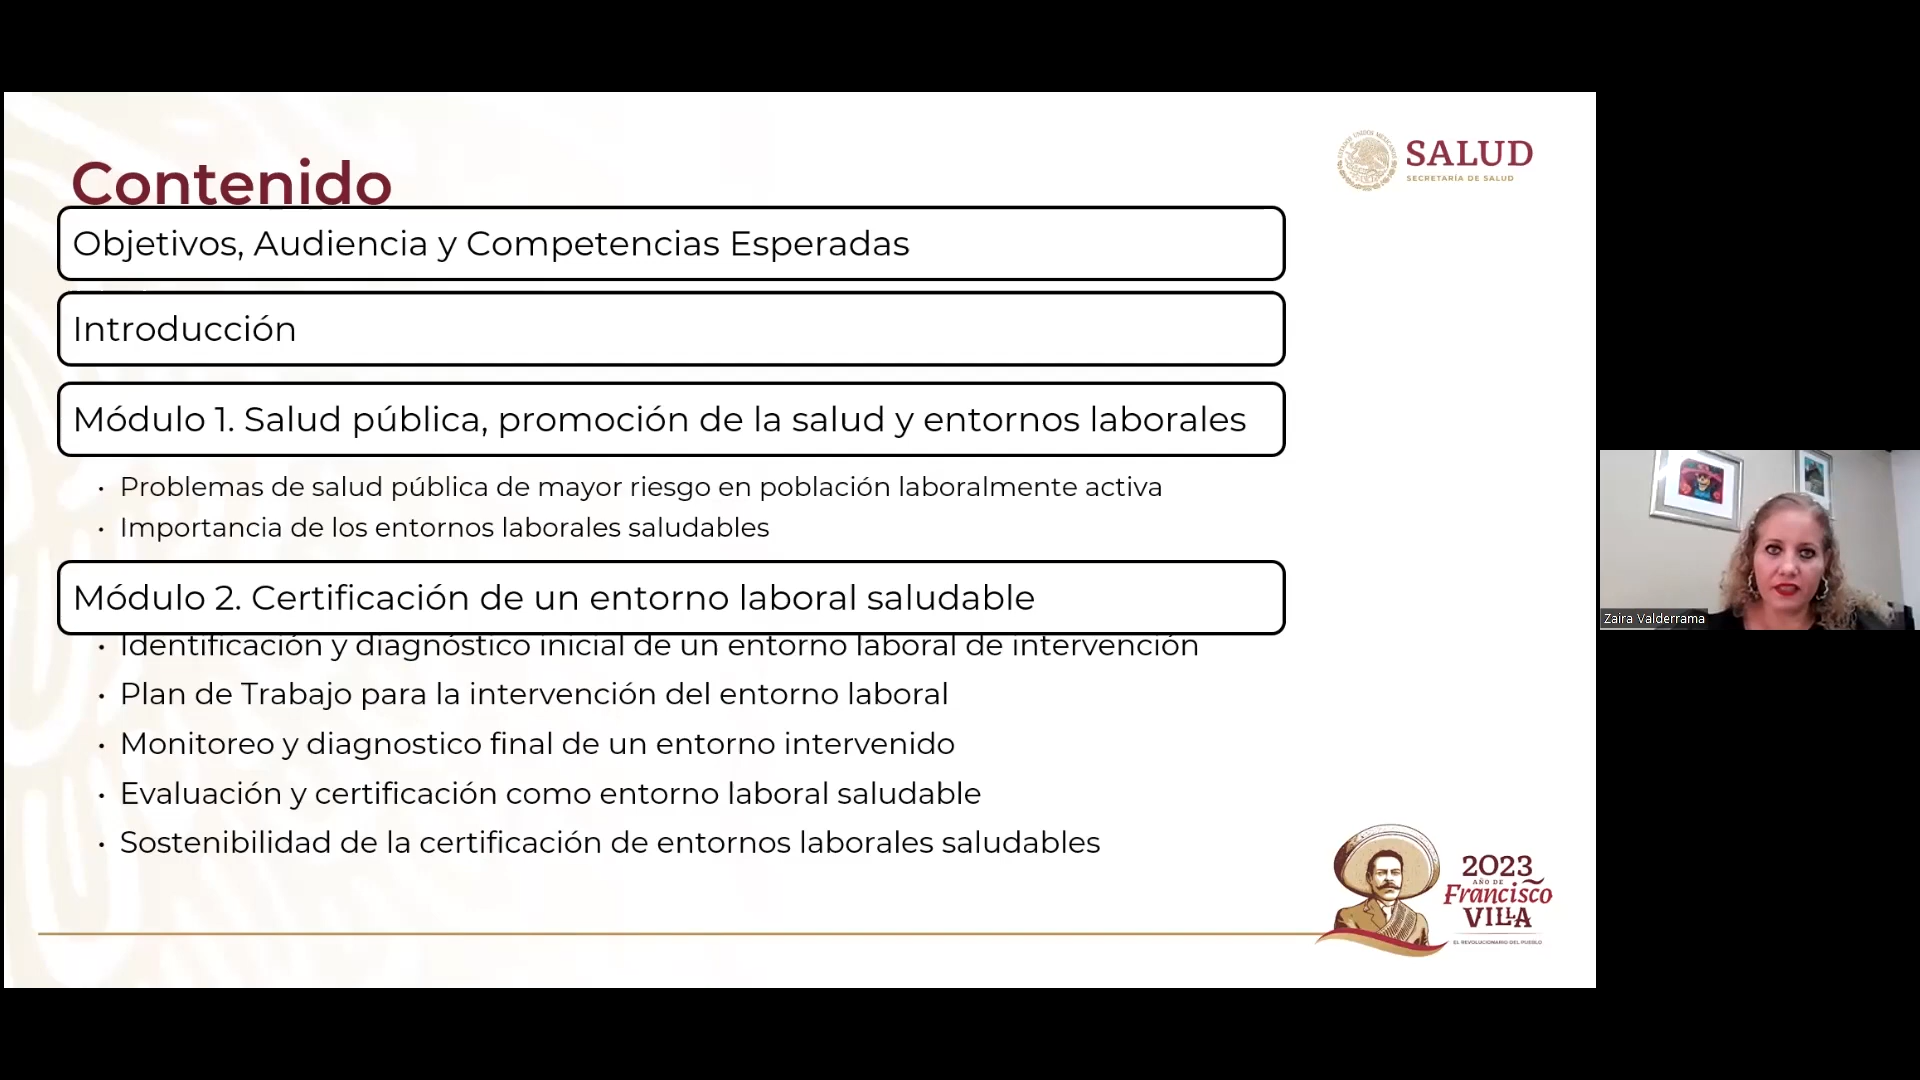 Contenido
SALUD
SECRETARÍA DE SALUD
ESTADOS UNIDOS MEXICANOS
Objetivos, Audiencia y Competencias Esperadas
Introducción
Módulo 1. Salud pública, promoción de la salud y entornos laborales
• Problemas de salud pública de mayor riesgo en población laboralmente activa
• Importancia de los entornos laborales saludables
Módulo 2. Certificación de un entorno laboral saludable
• Identificación y diagnóstico inicial de un entorno laboral de intervención
• Plan de Trabajo para la intervención del entorno laboral
• Monitoreo y diagnostico final de un entorno intervenido
• Evaluación y certificación como entorno laboral saludable
• Sostenibilidad de la certificación de entornos laborales saludables
2023
AÑO DE
Francisco
VILLA
EL REVOLUCIONARIO DEL PUEBLO
Zaira Valderrama